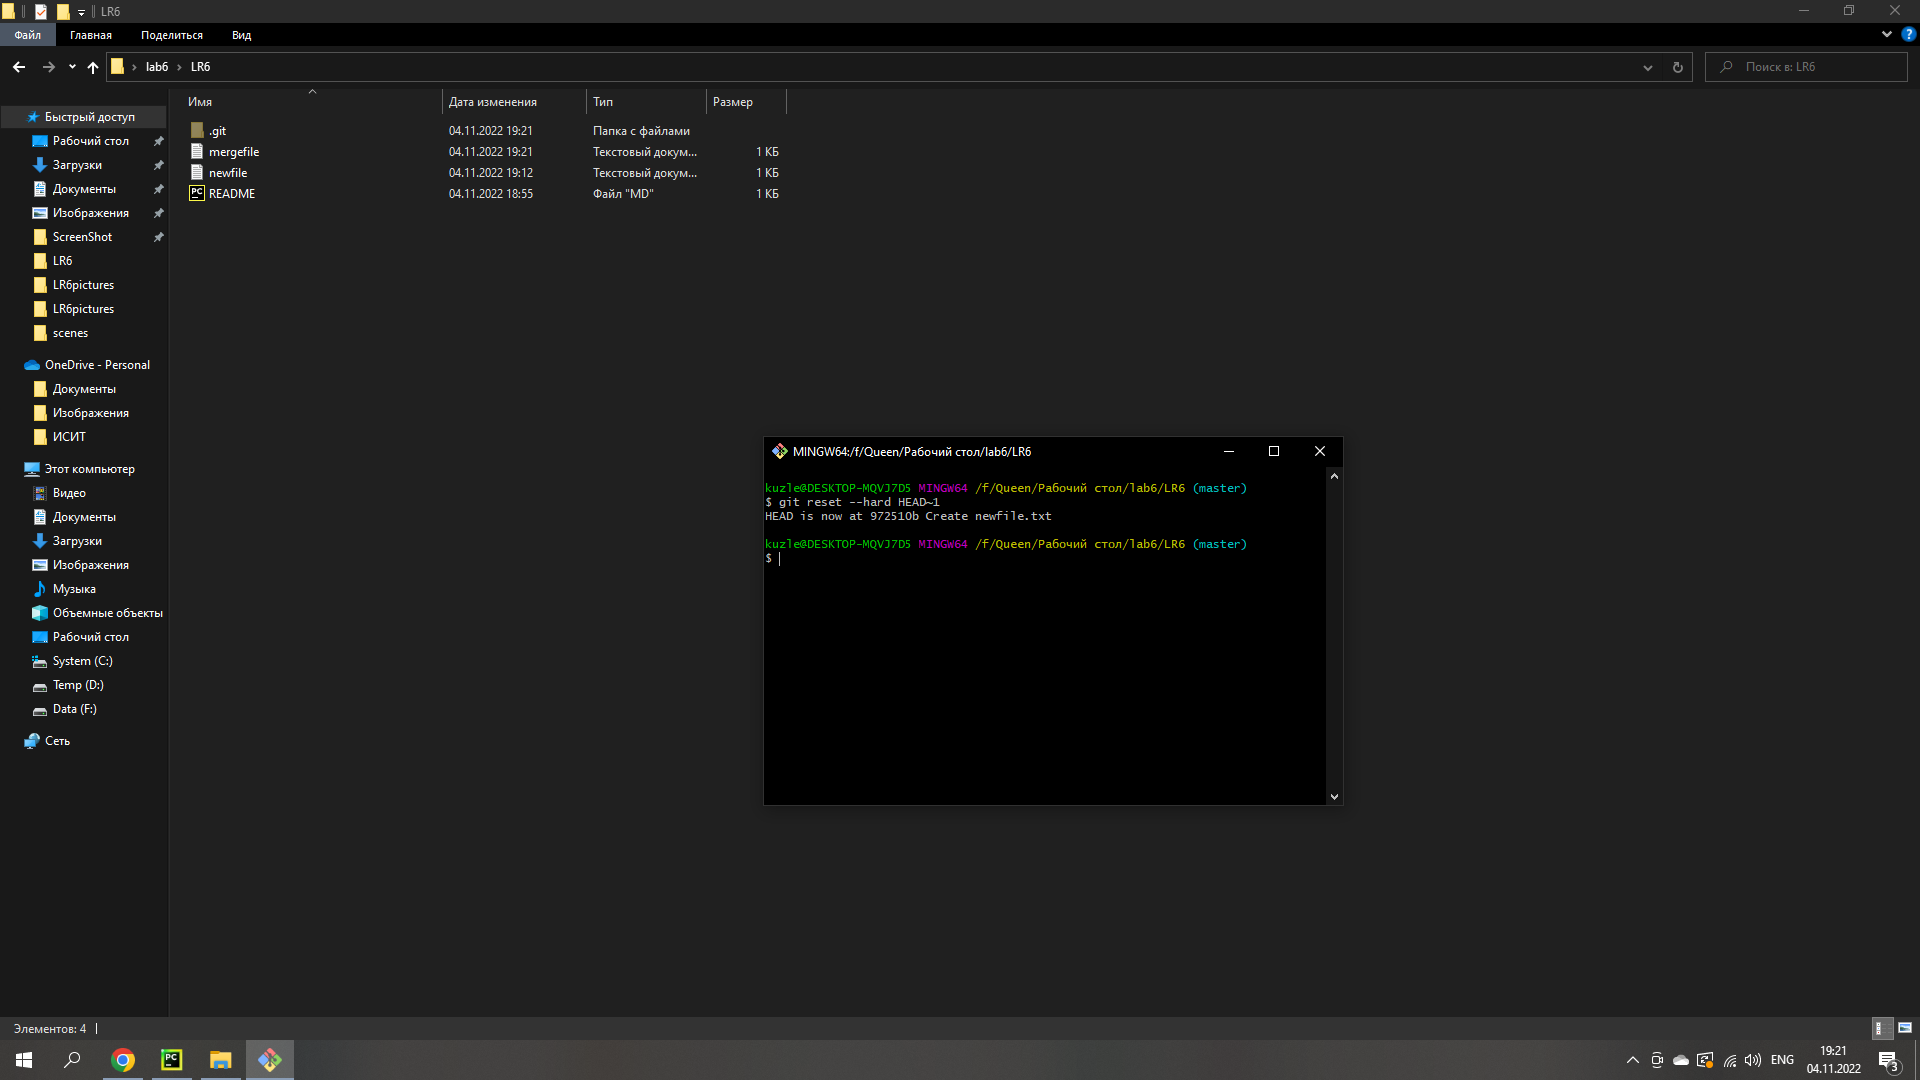 LR6
Файл Главная Поделиться Вид
lab6 LR6 Поиск в: LR6
Имя Дата изменения Тип Размер
.git 04.11.2022 19:21 Папка с файлами
mergefile 04.11.2022 19:21 Текстовый докум... 1 КБ
newfile 04.11.2022 19:12 Текстовый докум... 1 КБ
README 04.11.2022 18:55 Файл "MD" 1 КБ
Быстрый доступ
Рабочий стол
Загрузки
Документы
Изображения
ScreenShot
LR6
LR6pictures
LR6pictures
scenes
OneDrive - Personal
Документы
Изображения
ИСИТ
Этот компьютер
Видео
Документы
Загрузки
Изображения
Музыка
Объемные объекты
Рабочий стол
System (C:)
Temp (D:)
Data (F:)
Сеть
MINGW64:/f/Queen/Рабочий стол/lab6/LR6
kuzle@DESKTOP-MQVJ7D5 MINGW64 /f/Queen/Рабочий стол/lab6/LR6 (master)
$ git reset --hard HEAD~1
HEAD is now at 972510b Create newfile.txt
kuzle@DESKTOP-MQVJ7D5 MINGW64 /f/Queen/Рабочий стол/lab6/LR6 (master)
$
Элементов: 4
ENG
19:21
04.11.2022
3